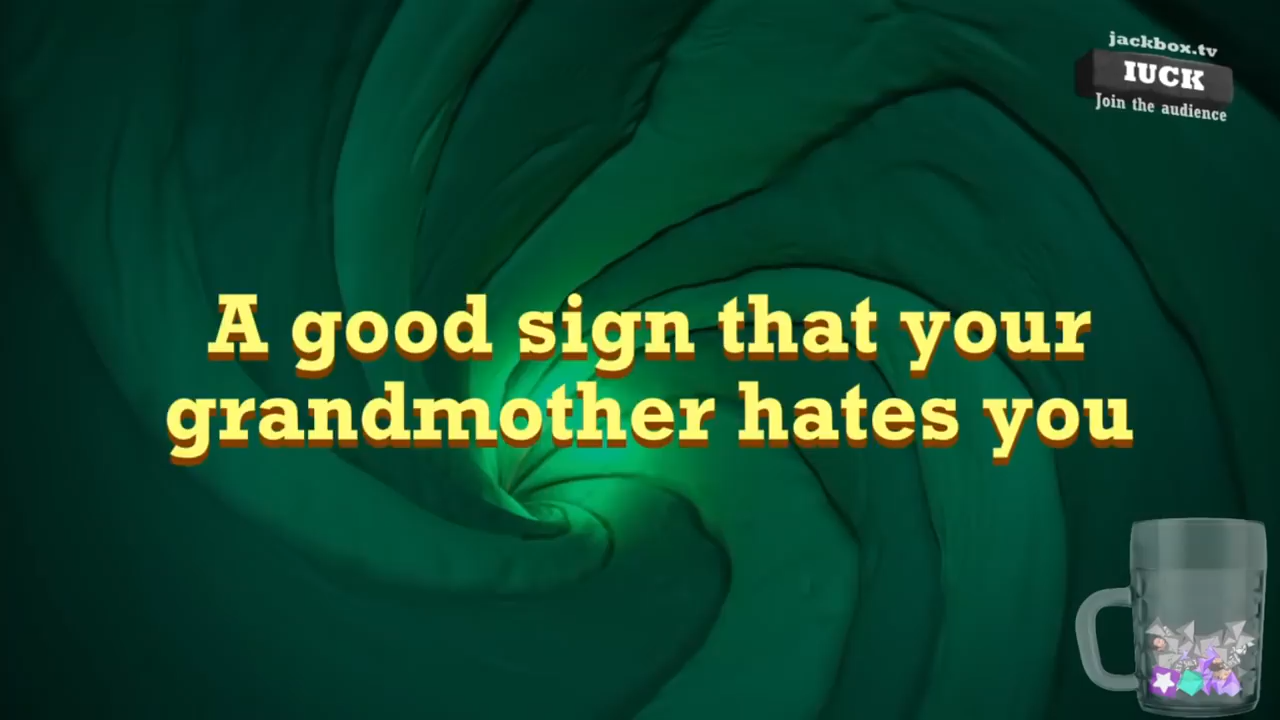 jackbox.tv
IUCK
Join the audience
A good sign that your
grandmother hates you